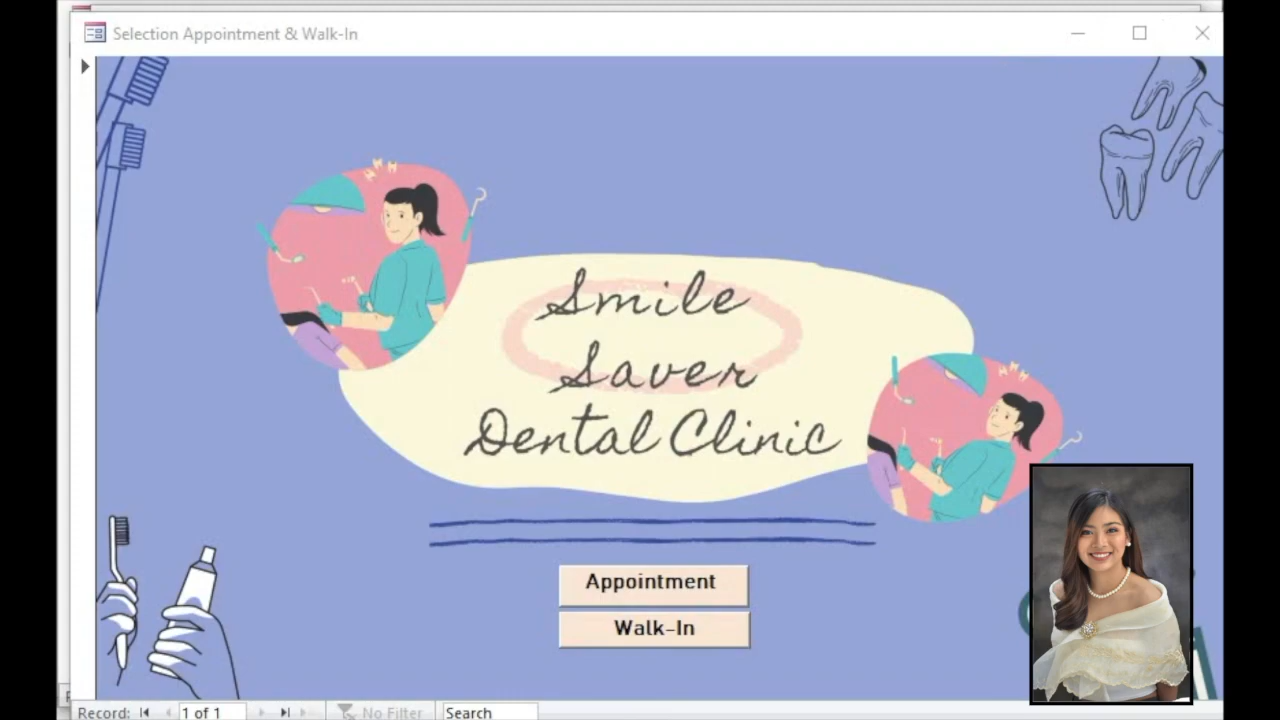 Selection Appointment & Walk-In
Smile
Saver
Dental Clinic
Appointment
Walk-In
Record:
1 of 1
No Filter
Search